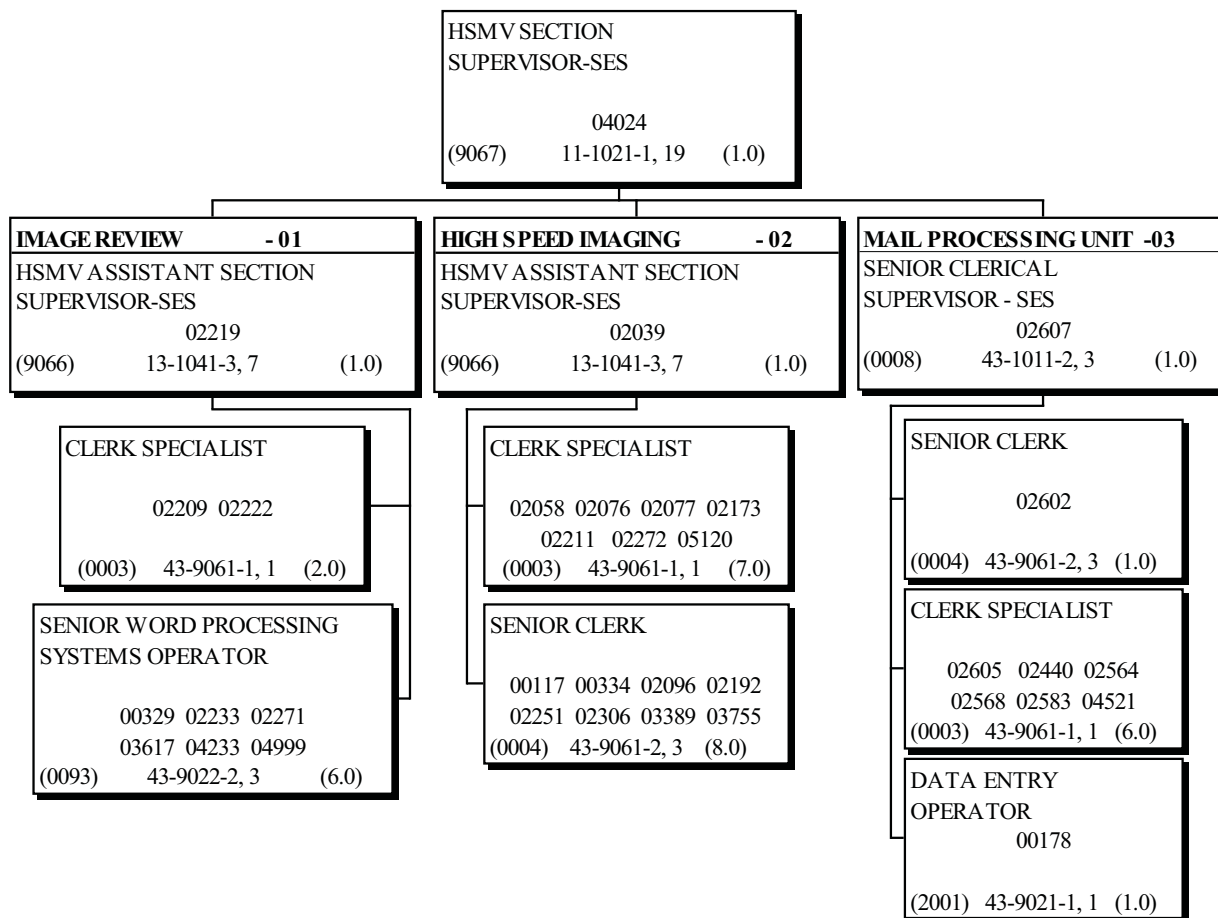 HSMV SECTION
SUPERVISOR-SES
04024
(9067) 11-1021-1, 19 (1.0)
IMAGE REVIEW - 01
HSMV ASSISTANT SECTION
SUPERVISOR-SES
02219
(9066) 13-1041-3, 7 (1.0)
CLERK SPECIALIST
02209 02222
(0003) 43-9061-1, 1 (2.0)
SENIOR WORD PROCESSING
SYSTEMS OPERATOR
00329 02233 02271
03617 04233 04999
(0093) 43-9022-2, 3 (6.0)
HIGH SPEED IMAGING - 02
HSMV ASSISTANT SECTION
SUPERVISOR-SES
02039
(9066) 13-1041-3, 7 (1.0)
CLERK SPECIALIST
02058 02076 02077 02173
02211 02272 05120
(0003) 43-9061-1, 1 (7.0)
SENIOR CLERK
00117 00334 02096 02192
02251 02306 03389 03755
(0004) 43-9061-2, 3 (8.0)
MAIL PROCESSING UNIT -03
SENIOR CLERICAL
SUPERVISOR - SES
02607
(0008) 43-1011-2, 3 (1.0)
SENIOR CLERK
02602
(0004) 43-9061-2, 3 (1.0)
CLERK SPECIALIST
02605 02440 02564
02568 02583 04521
(0003) 43-9061-1, 1 (6.0)
DATA ENTRY
OPERATOR
00178
(2001) 43-9021-1, 1 (1.0)